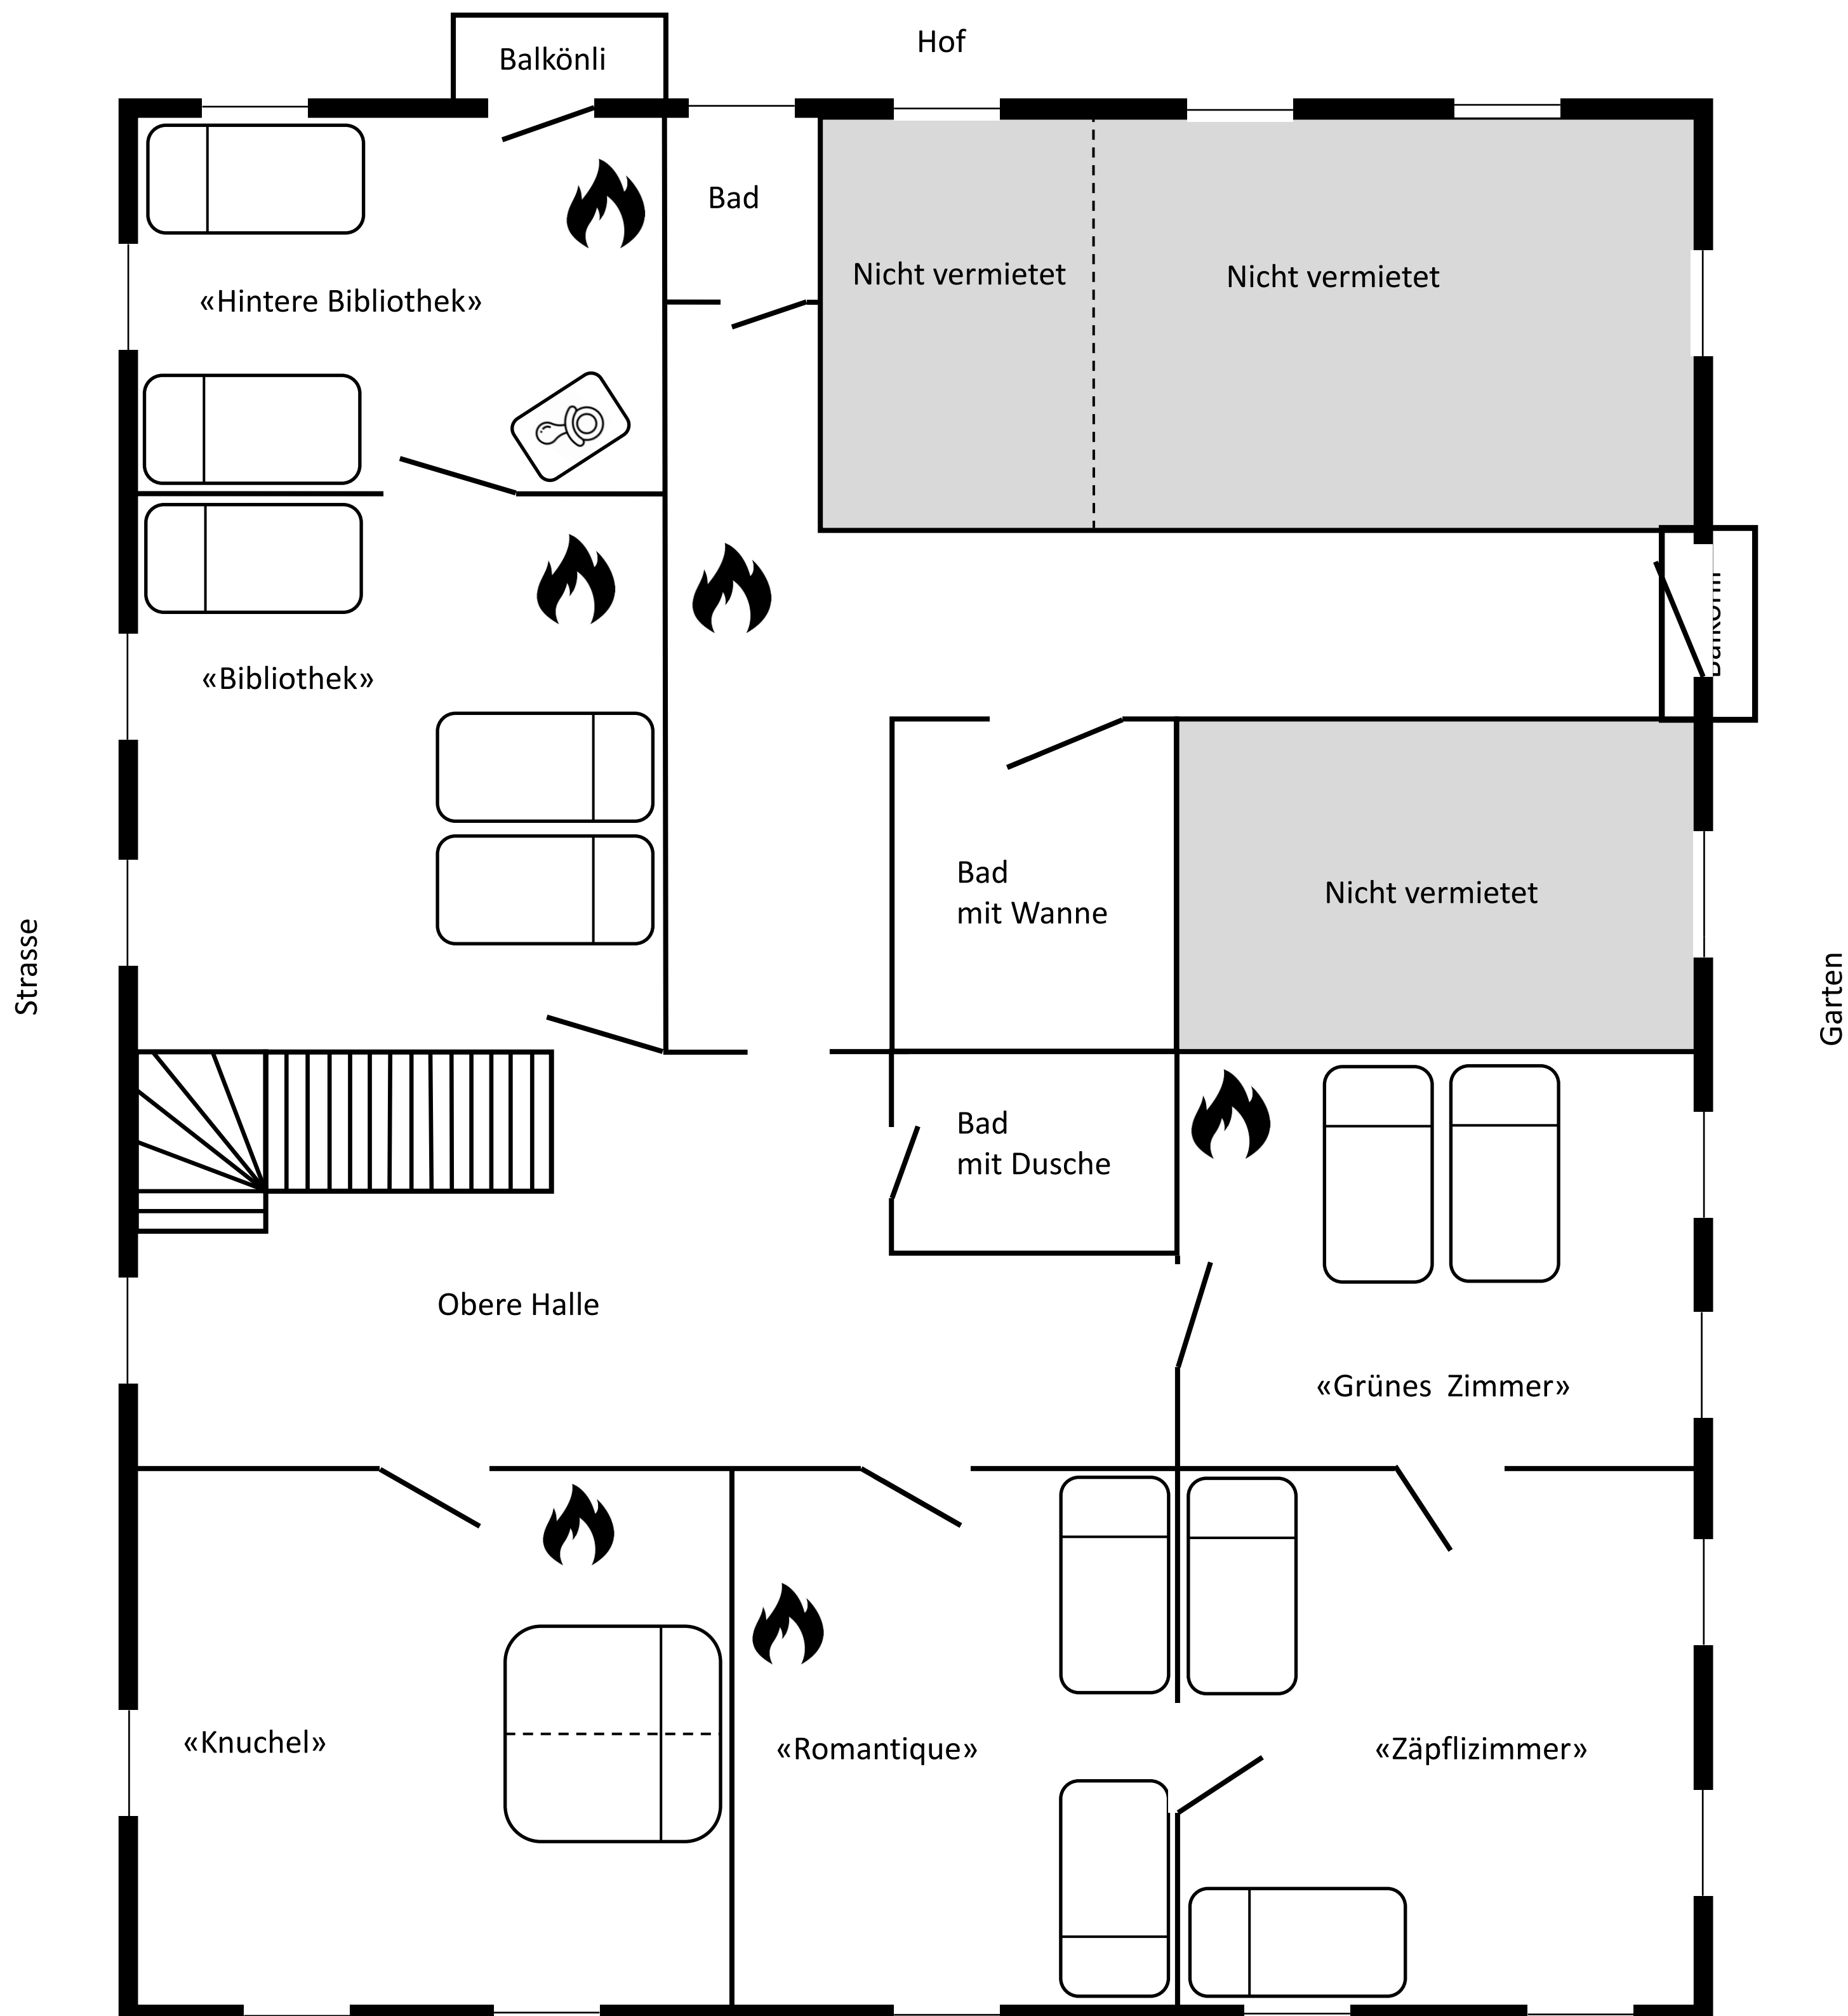 Hof
Balkönli
Bad
Nicht vermietet
Nicht vermietet
«Hintere Bibliothek»
«Bibliothek»
Bad
mit Wanne
Nicht vermietet
Strasse
Garten
Bad
mit Dusche
Obere Halle
«Grünes  Zimmer»
«Knuchel»
«Romantique»
«Zäpflizimmer»